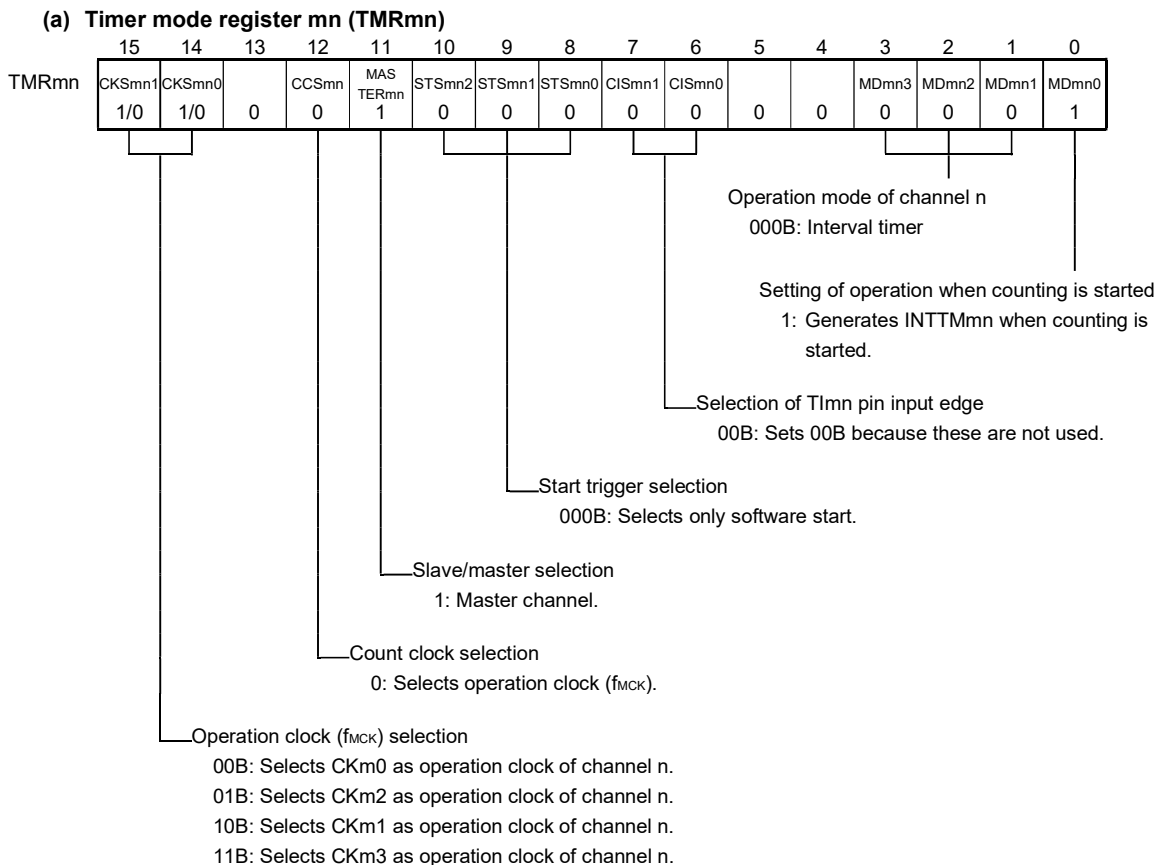 (a) Timer mode register mn (TMRmn)
15 14 13 12 11 10 9 8 7 6 5 4 3 2 1 0
TMRmn CKSmn1 CKSmn0 CCSmn MAS TERmn STSmn2 STSmn1 STSmn0 CISmn1 CISmn0 MDmn3 MDmn2 MDmn1 MDmn0
1/0 1/0 0 0 1 0 0 0 0 0 0 0 0 0 0 1
Operation mode of channel n
000B: Interval timer
Setting of operation when counting is started
1: Generates INTTMmn when counting is
started.
Selection of TImn pin input edge
00B: Sets 00B because these are not used.
Start trigger selection
000B: Selects only software start.
Slave/master selection
1: Master channel.
Count clock selection
0: Selects operation clock (fMCK).
Operation clock (fMCK) selection
00B: Selects CKm0 as operation clock of channel n.
01B: Selects CKm2 as operation clock of channel n.
10B: Selects CKm1 as operation clock of channel n.
11B: Selects CKm3 as operation clock of channel n.